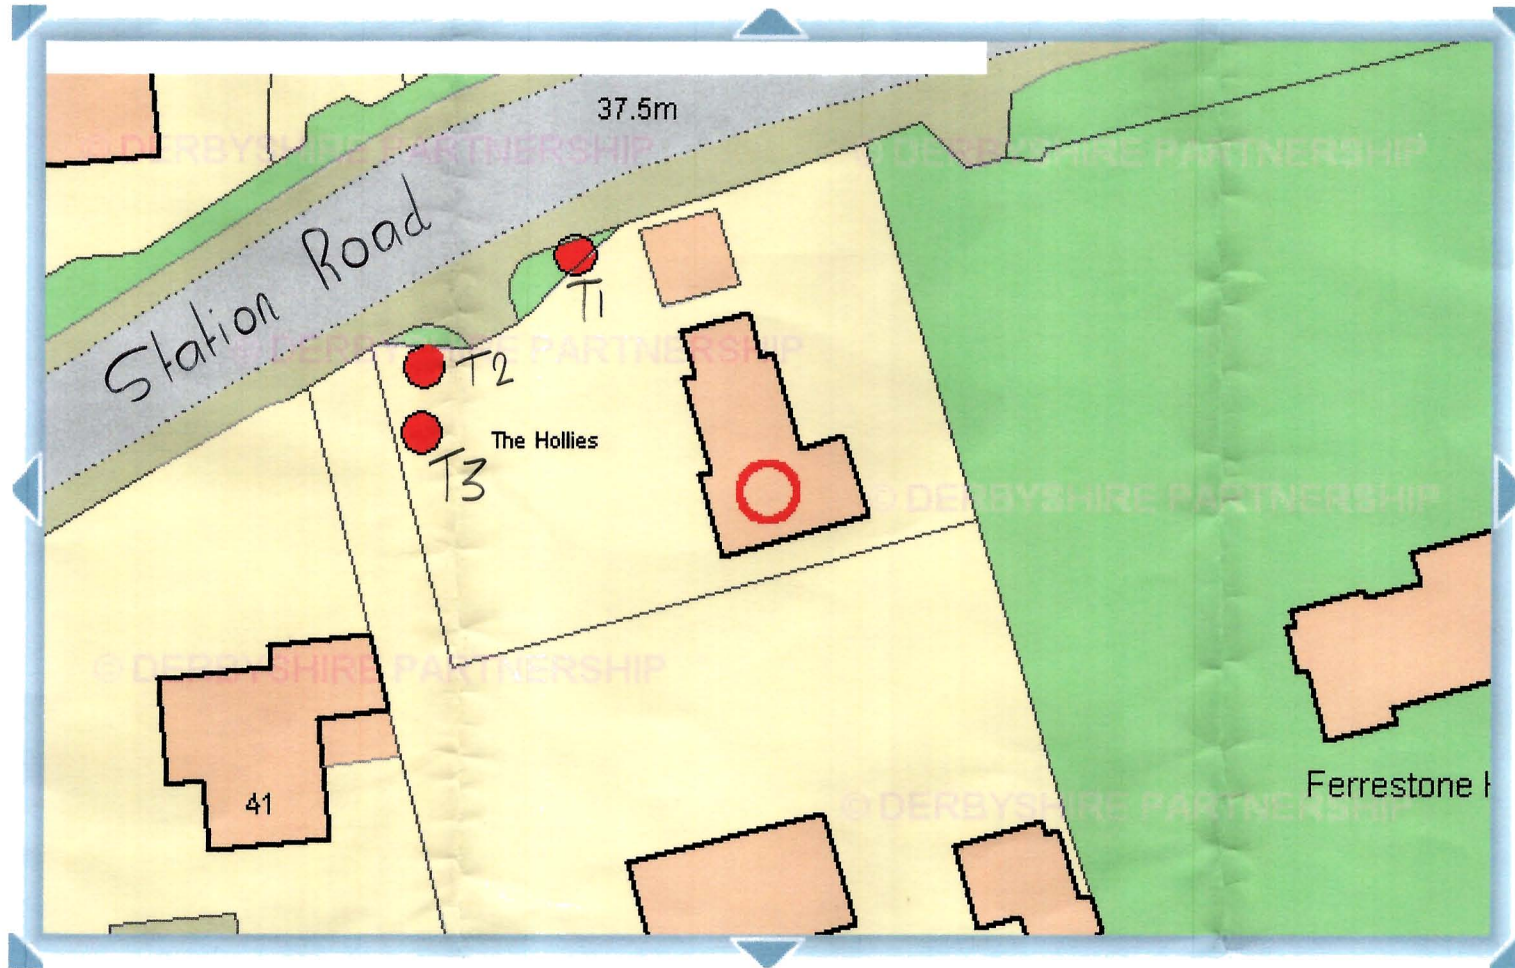 37.5m
© DERBYSHIRE PARTNERSHIP
© DERBYSHIRE PARTNERSHIP
Station Road
T1
© DERBYSHIRE PARTNERSHIP
T2
The Hollies
T3
© DERBYSHIRE PARTNERSHIP
© DERBYSHIRE PARTNERSHIP
Ferrestone
41
© DERBYSHIRE PARTNERSHIP